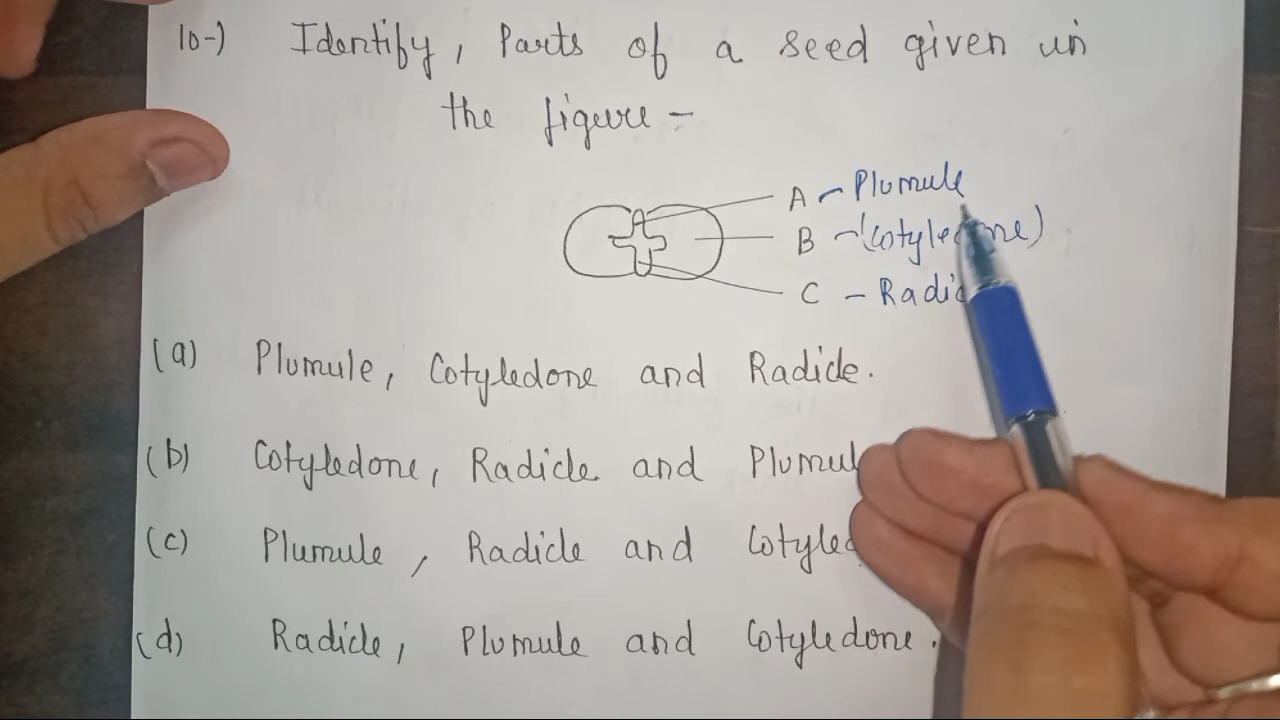 10-) Identify, Parts of a seed given in
the figure -
A - Plumule
B - (Cotyledone)
C - Radic
(a) Plumule, Cotyledone and Radicle.
(b) Cotyledone, Radicle and Plumul
(c) Plumule, Radicle and Cotyled
(d) Radicle, Plumule and Cotyledone.